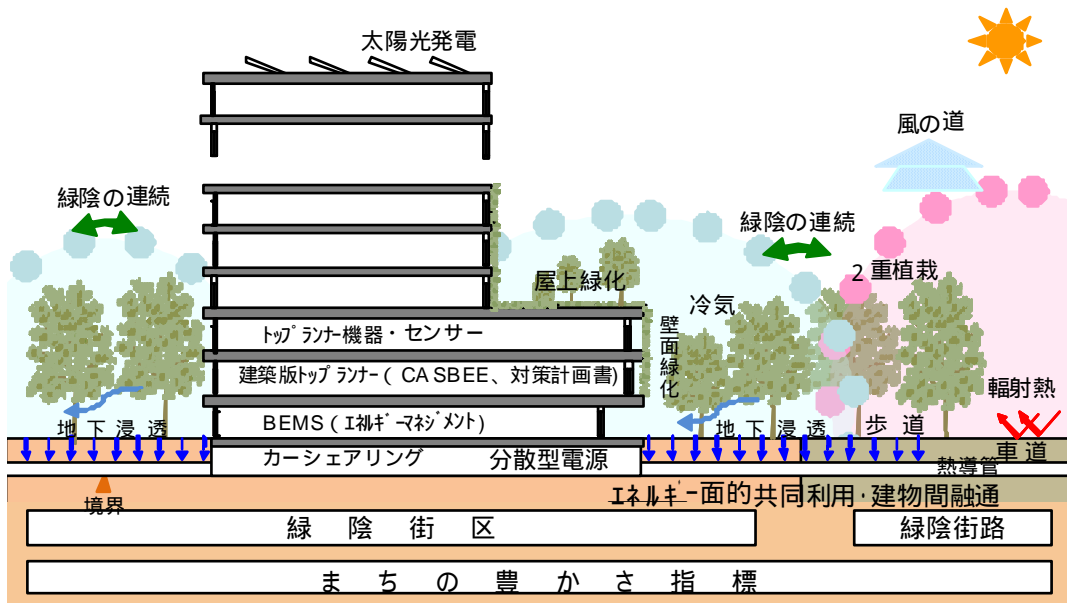 太陽光発電
風の道
緑陰の連続
緑陰の連続
2重植栽
屋上緑化
冷気
壁面緑化
トップランナー機器・センサー
建築版トップランナー(CASBEE、対策計画書)
BEMS(エネルギーマネジメント)
輻射熱
地下浸透
地下浸透
歩道
車道
カーシェアリング
分散型電源
熱導管
エネルギー面的共同利用・建物間融通
境界
緑陰街区
緑陰街路
まちの豊かさ指標